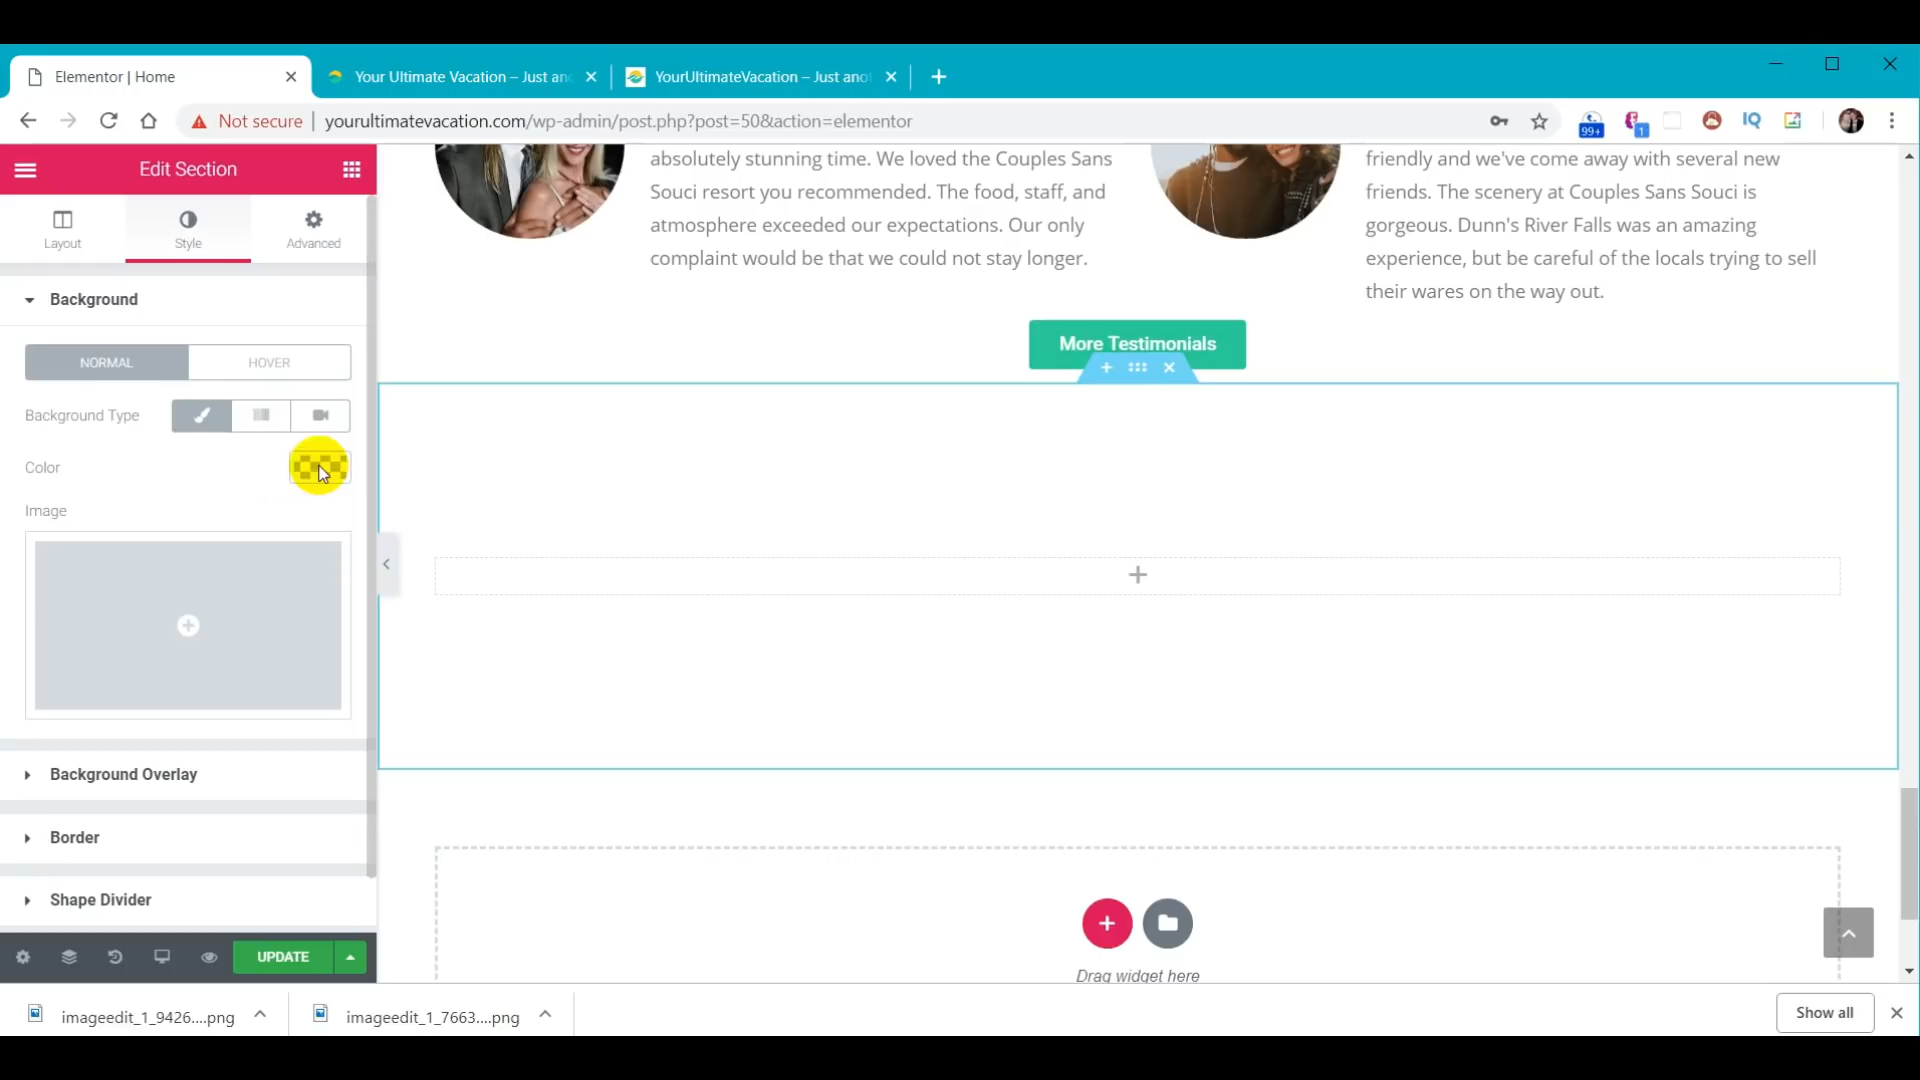 Elementor | Home
Your Ultimate Vacation – Just an
YourUltimateVacation – Just ano
Not secure
yourultimatevacation.com/wp-admin/post.php?post=50&action=elementor
99+
1
IQ
Edit Section
Layout
Style
Advanced
Background
NORMAL
HOVER
Background Type
Color
Image
Background Overlay
Border
Shape Divider
UPDATE
absolutely stunning time. We loved the Couples Sans
Souci resort you recommended. The food, staff, and
atmosphere exceeded our expectations. Our only
complaint would be that we could not stay longer.
friendly and we've come away with several new
friends. The scenery at Couples Sans Souci is
gorgeous. Dunn's River Falls was an amazing
experience, but be careful of the locals trying to sell
their wares on the way out.
More Testimonials
Drag widget here
imageedit_1_9426....png
imageedit_1_7663....png
Show all